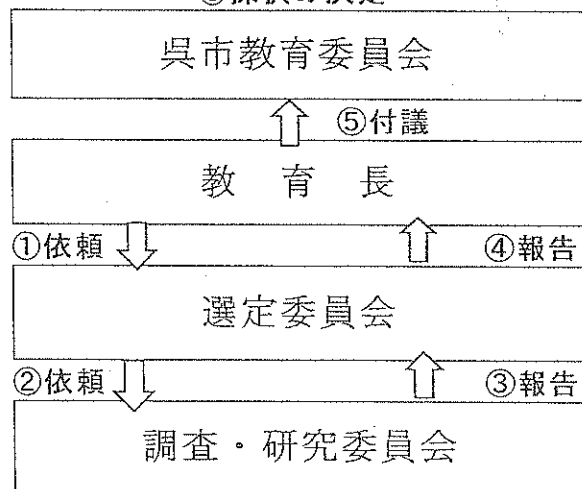 呉市教育委員会
⑤付議
教　育　長
①依頼
④報告
選定委員会
②依頼
③報告
調査・研究委員会